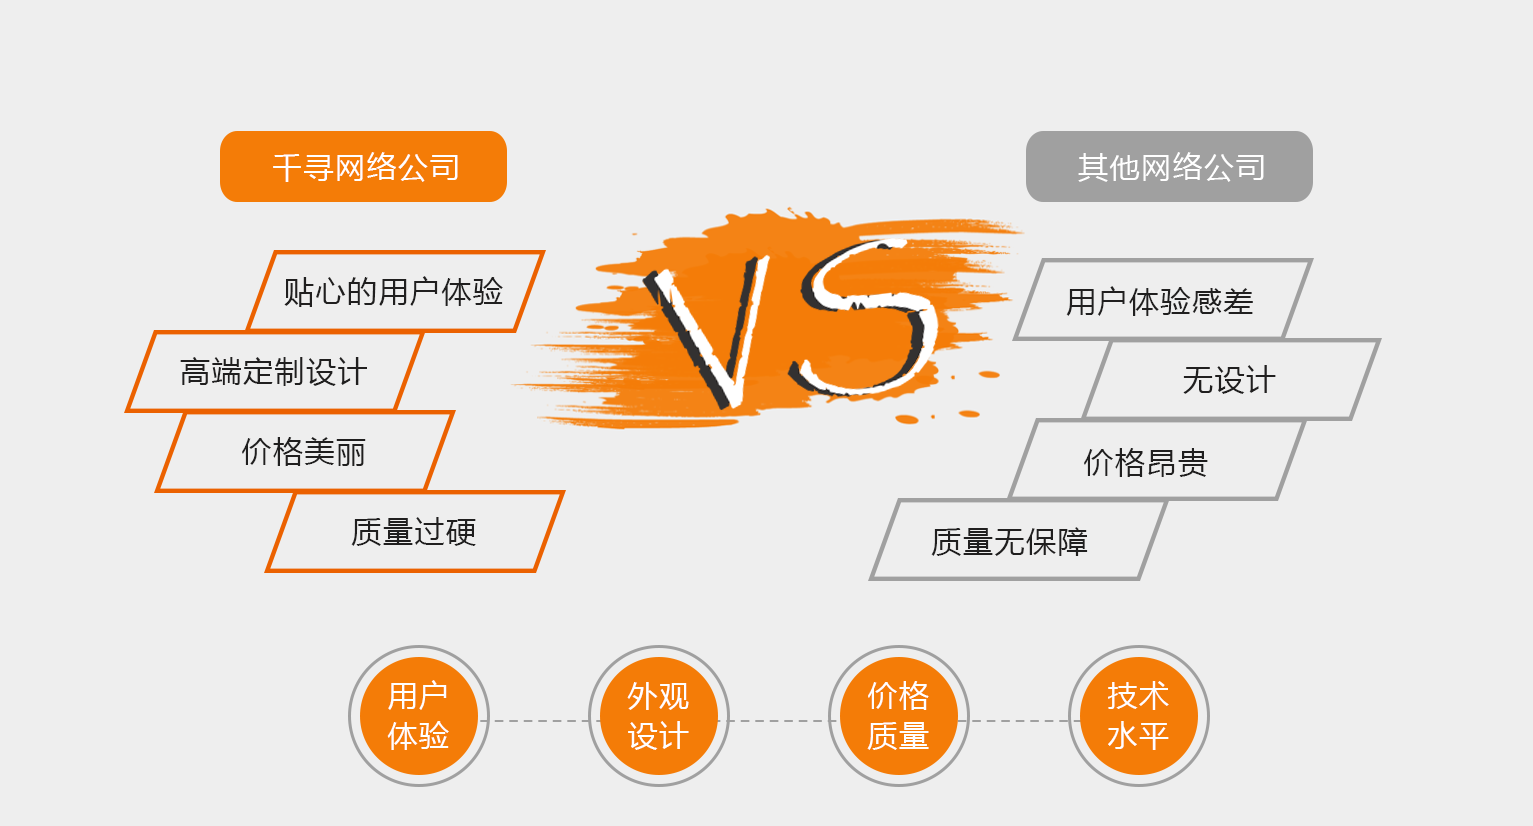 千寻网络公司
其他网络公司
VS
贴心的用户体验
高端定制设计
价格美丽
质量过硬
用户体验感差
无设计
价格昂贵
质量无保障
用户
体验
外观
设计
价格
质量
技术
水平